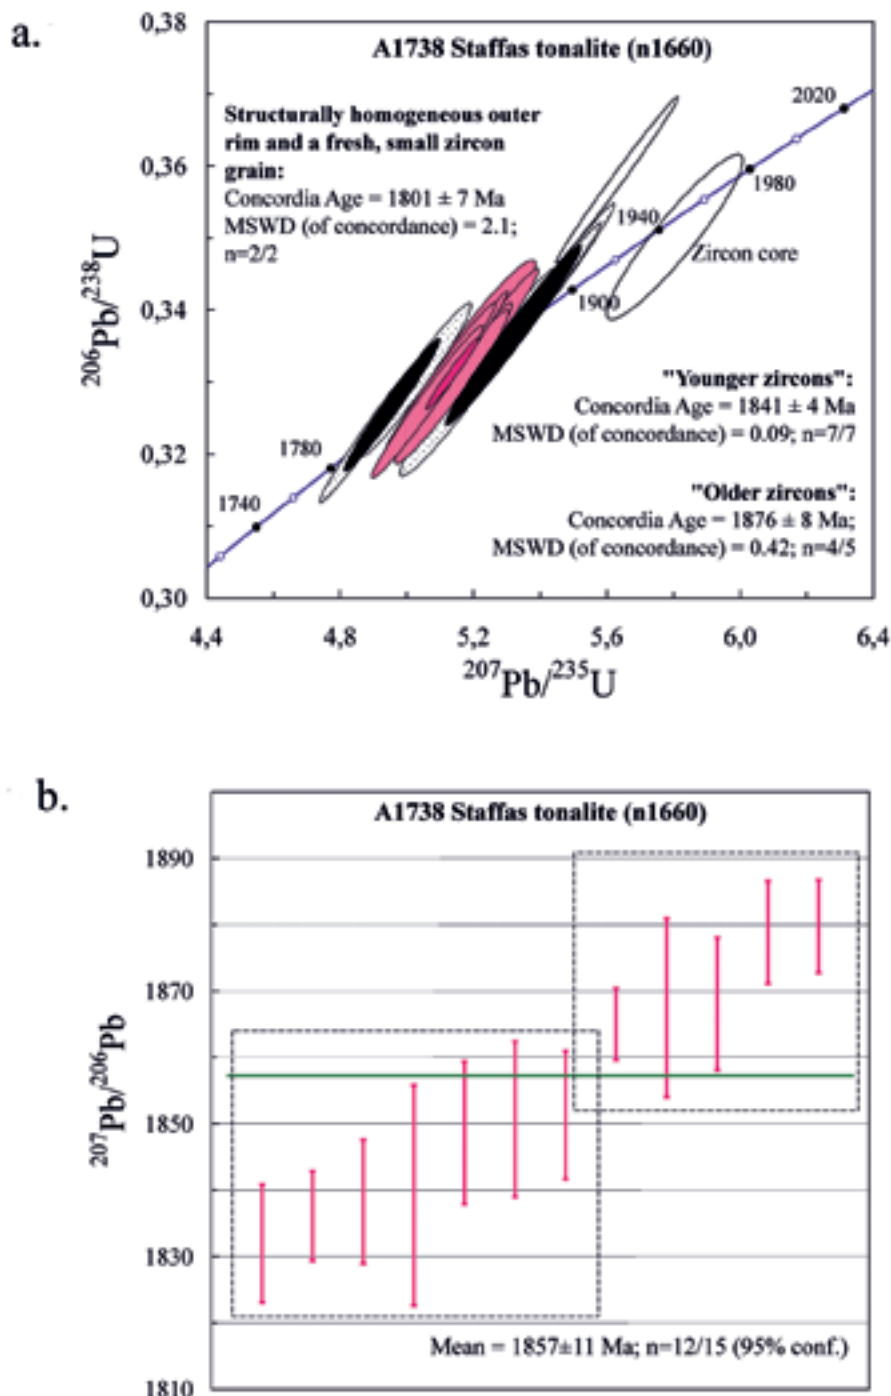 a.
A1738 Staffas tonalite (n1660)
Structurally homogeneous outer
rim and a fresh, small zircon
grain:
Concordia Age = 1801 ± 7 Ma
MSWD (of concordance) = 2.1;
n=2/2
0,38
0,36
0,34
0,32
0,30
206Pb/238U
2020
1980
1940
1900
1780
1740
Zircon core
"Younger zircons":
Concordia Age = 1841 ± 4 Ma
MSWD (of concordance) = 0.09; n=7/7
"Older zircons":
Concordia Age = 1876 ± 8 Ma;
MSWD (of concordance) = 0.42; n=4/5
4,4 4,8 5,2 5,6 6,0 6,4
207Pb/235U
b.
A1738 Staffas tonalite (n1660)
1890
1870
1850
1830
1810
207Pb/206Pb
Mean = 1857±11 Ma; n=12/15 (95% conf.)